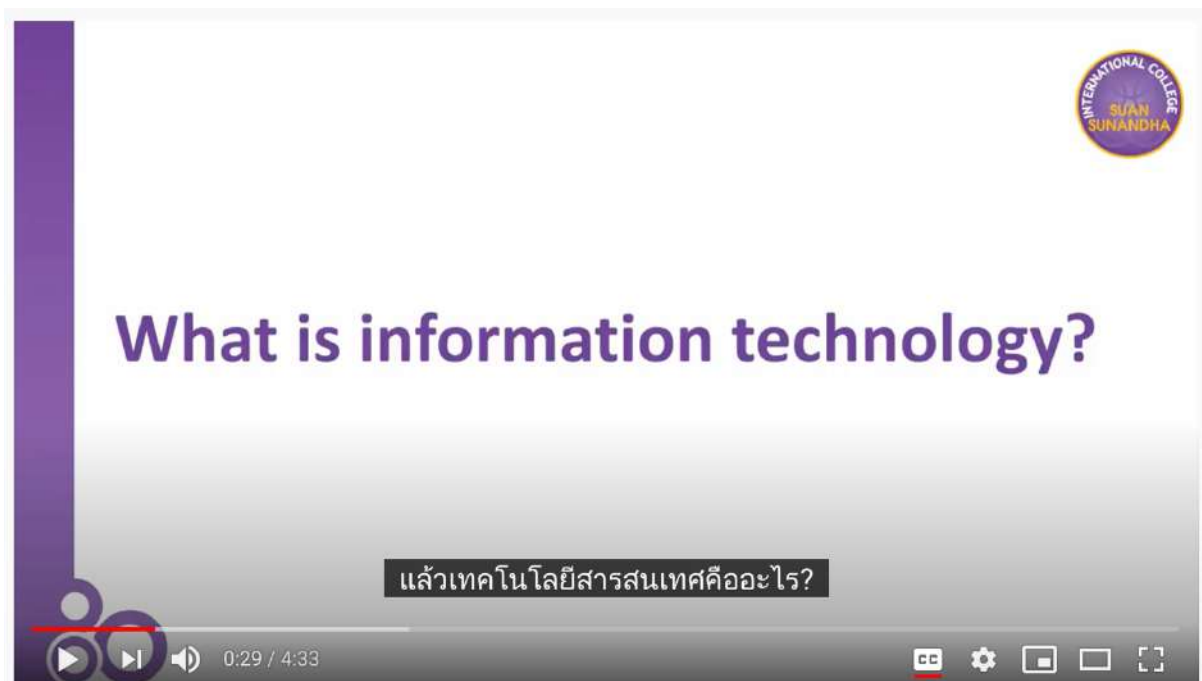 INTERNATIONAL COLLEGE
SUAN
SUNANDHA
What is information technology?
แล้วเทคโนโลยีสารสนเทศคืออะไร?
0:29 / 4:33
CC